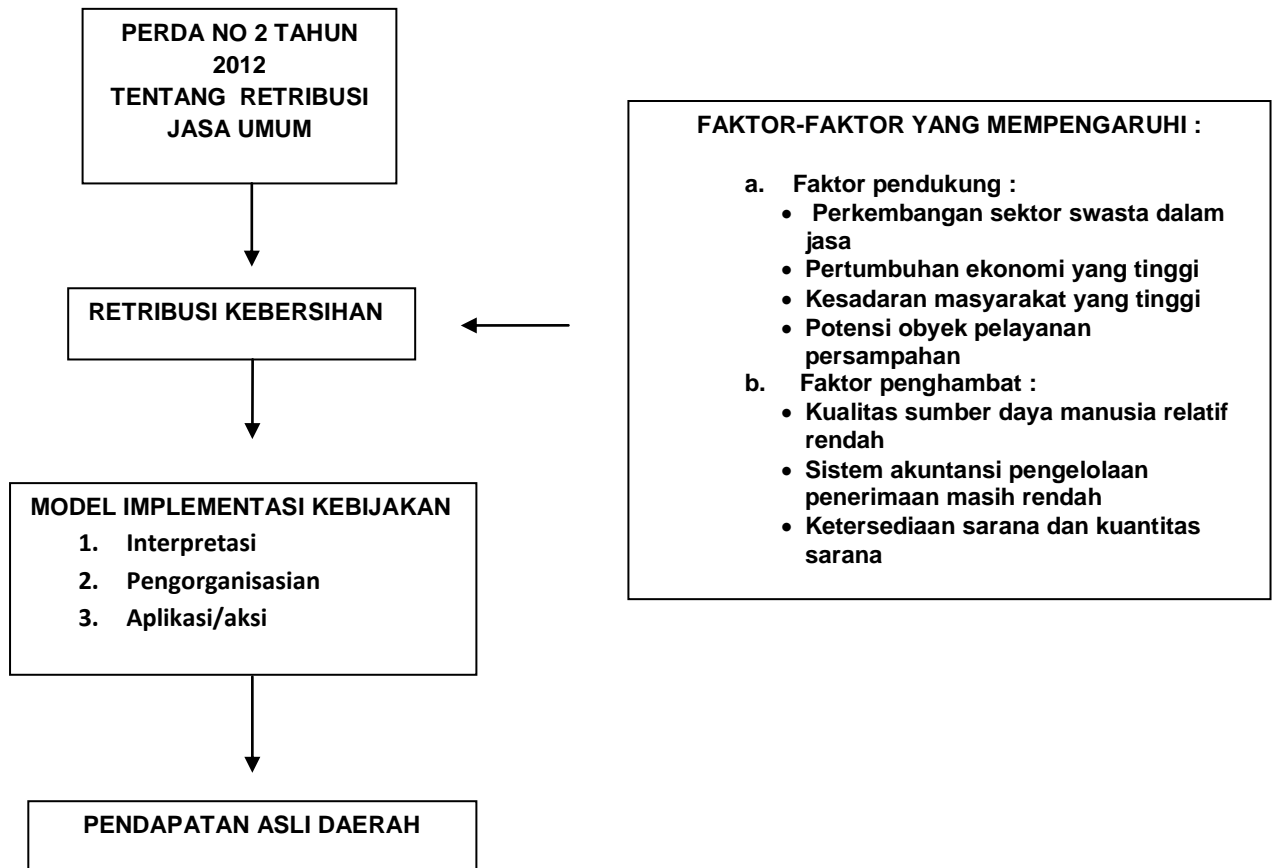 PERDA NO 2 TAHUN
2012
TENTANG RETRIBUSI
JASA UMUM
RETRIBUSI KEBERSIHAN
MODEL IMPLEMENTASI KEBIJAKAN
1. Interpretasi
2. Pengorganisasian
3. Aplikasi/aksi
PENDAPATAN ASLI DAERAH
FAKTOR-FAKTOR YANG MEMPENGARUHI :
a. Faktor pendukung :
• Perkembangan sektor swasta dalam
jasa
• Pertumbuhan ekonomi yang tinggi
• Kesadaran masyarakat yang tinggi
• Potensi obyek pelayanan
persampahan
b. Faktor penghambat :
• Kualitas sumber daya manusia relatif
rendah
• Sistem akuntansi pengelolaan
penerimaan masih rendah
• Ketersediaan sarana dan kuantitas
sarana